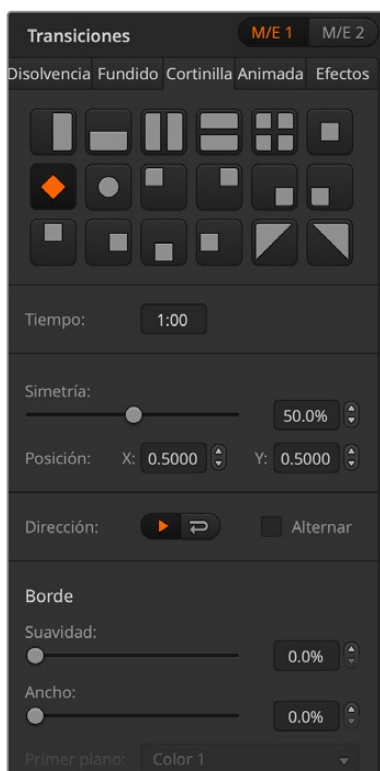 Transiciones M/E 1 M/E 2
Disolvencia Fundido Cortinilla Animada Efectos
Tiempo: 1:00
Simetría:
50.0%
Posición: X: 0.5000 Y: 0.5000
Dirección: Alternar
Borde
Suavidad:
0.0%
Ancho:
0.0%
Primer plano: Color 1